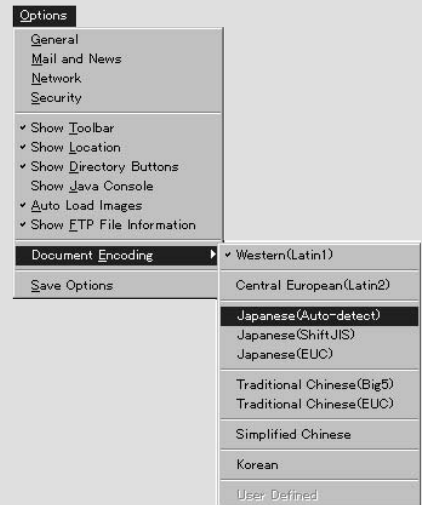 Options
General
Mail and News
Network
Security
Show Toolbar
Show Location
Show Directory Buttons
Show Java Console
Auto Load Images
Show FTP File Information
Document Encoding
Save Options
Western(Latin1)
Central European(Latin2)
Japanese(Auto-detect)
Japanese(ShiftJIS)
Japanese(EUC)
Traditional Chinese(Big5)
Traditional Chinese(EUC)
Simplified Chinese
Korean
User Defined